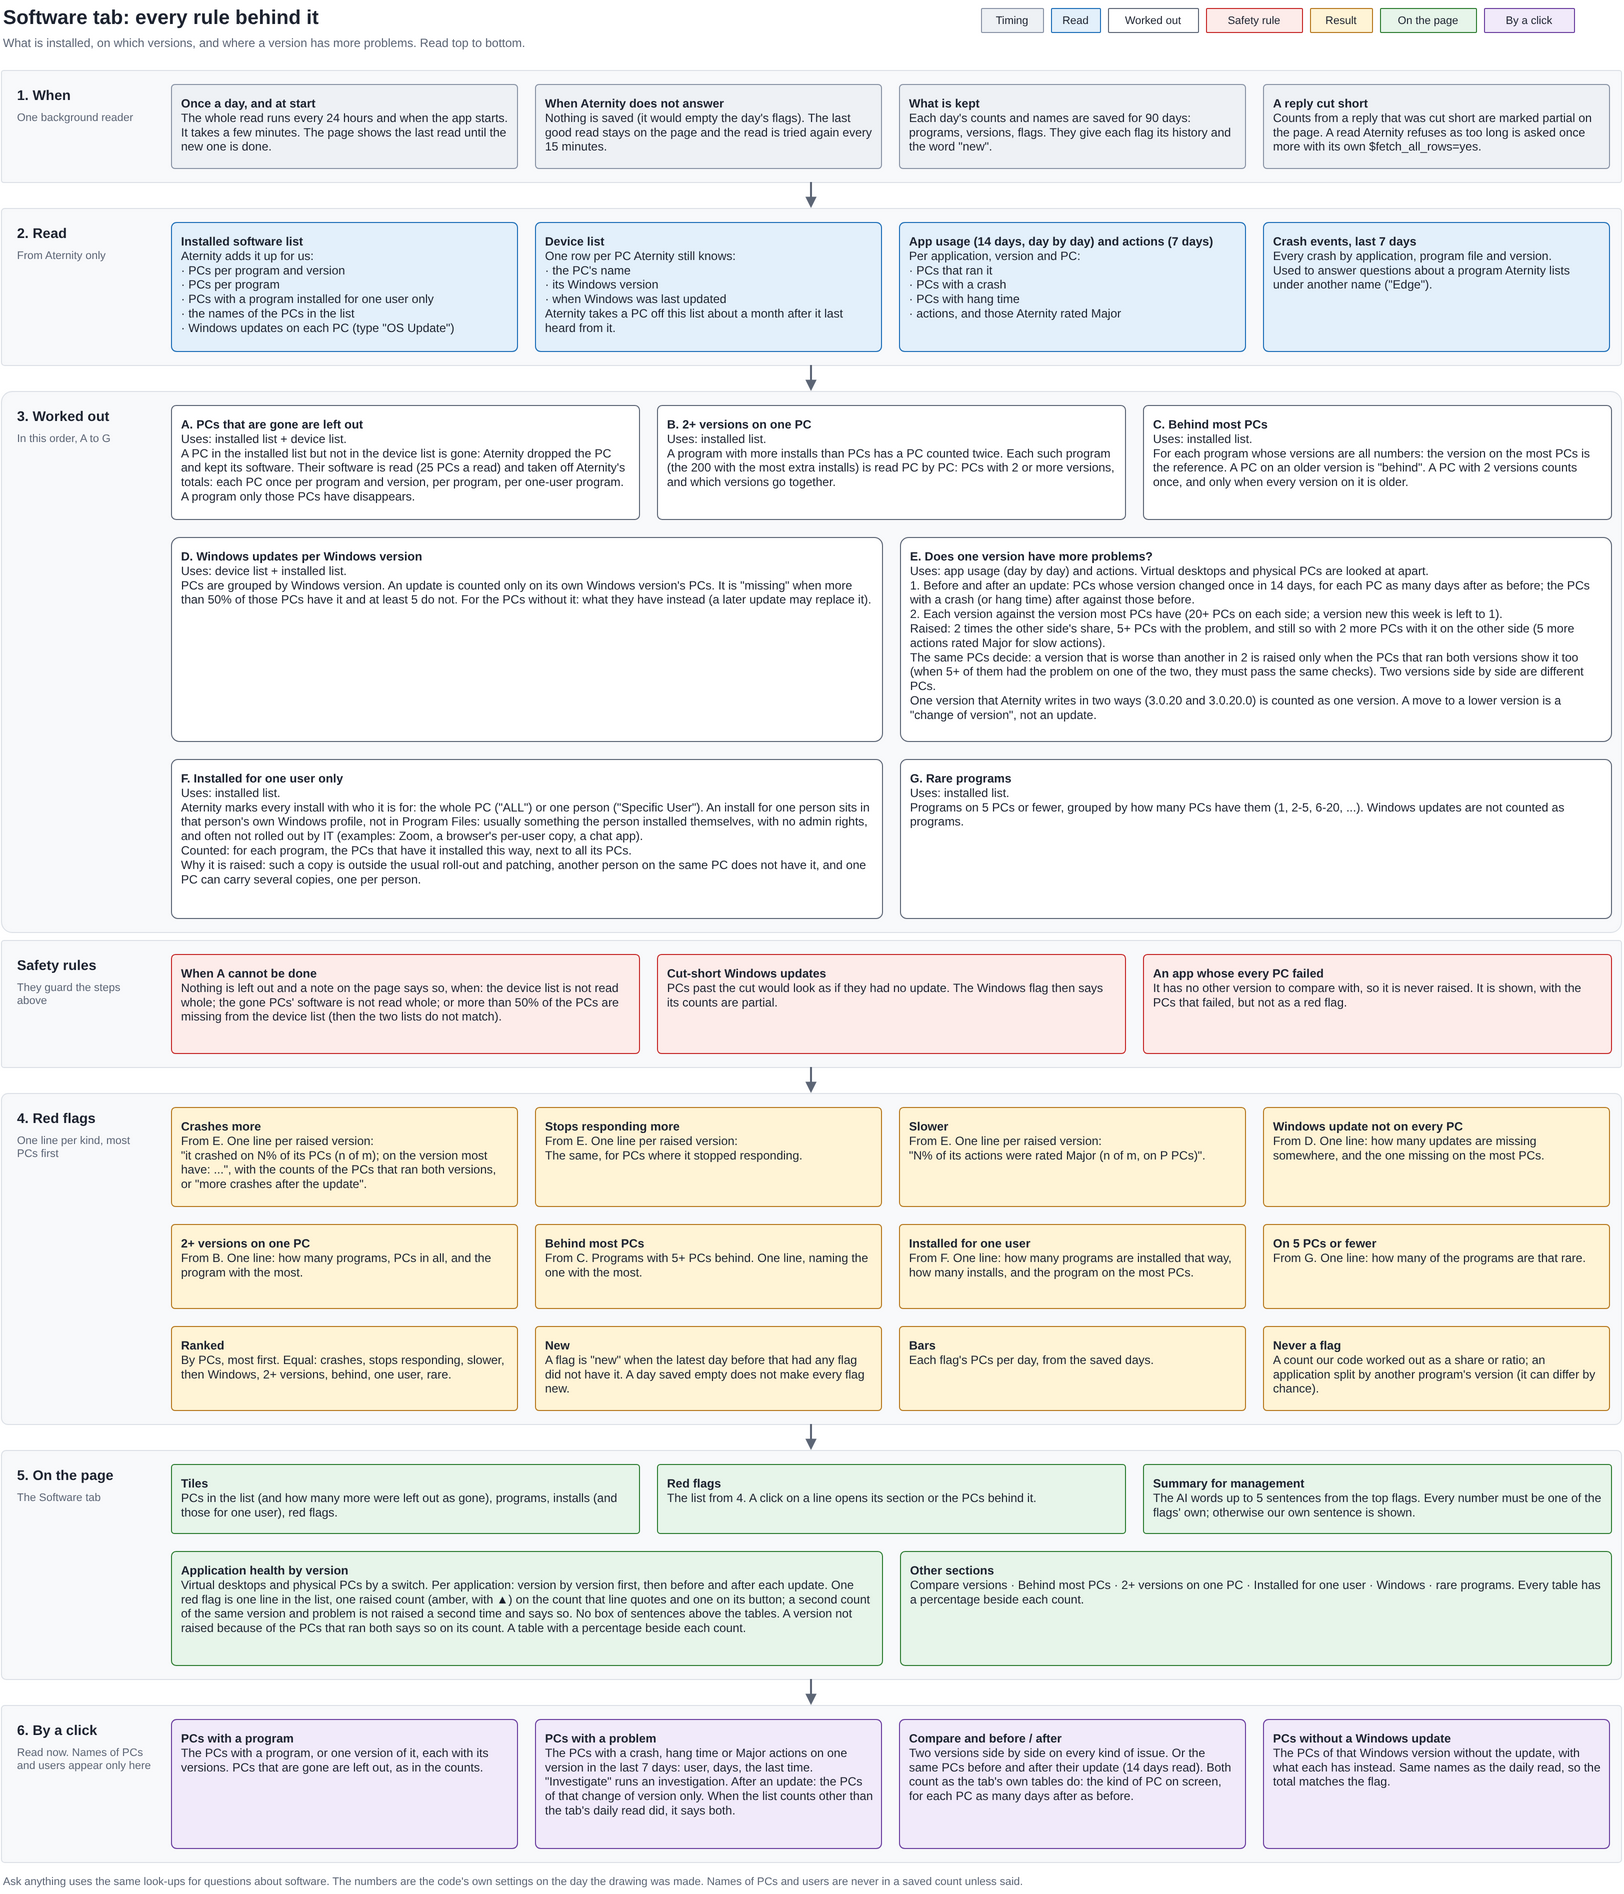 Software tab: every rule behind it
Timing
Read
Worked out
Safety rule
Result
On the page
By a click
What is installed, on which versions, and where a version has more problems. Read top to bottom.
1. When
One background reader
Once a day, and at start
The whole read runs every 24 hours and when the app starts.
It takes a few minutes. The page shows the last read until the
new one is done.
When Aternity does not answer
Nothing is saved (it would empty the day's flags). The last
good read stays on the page and the read is tried again every
15 minutes.
What is kept
Each day's counts and names are saved for 90 days:
programs, versions, flags. They give each flag its history and
the word "new".
A reply cut short
Counts from a reply that was cut short are marked partial on
the page. A read Aternity refuses as too long is asked once
more with its own $fetch_all_rows=yes.
2. Read
From Aternity only
Installed software list
Aternity adds it up for us:
· PCs per program and version
· PCs per program
· PCs with a program installed for one user only
· the names of the PCs in the list
· Windows updates on each PC (type "OS Update")
Device list
One row per PC Aternity still knows:
· the PC's name
· its Windows version
· when Windows was last updated
Aternity takes a PC off this list about a month after it last
heard from it.
App usage (14 days, day by day) and actions (7 days)
Per application, version and PC:
· PCs that ran it
· PCs with a crash
· PCs with hang time
· actions, and those Aternity rated Major
Crash events, last 7 days
Every crash by application, program file and version.
Used to answer questions about a program Aternity lists
under another name ("Edge").
3. Worked out
In this order, A to G
A. PCs that are gone are left out
Uses: installed list + device list.
A PC in the installed list but not in the device list is gone: Aternity dropped the PC
and kept its software. Their software is read (25 PCs a read) and taken off Aternity's
totals: each PC once per program and version, per program, per one-user program.
A program only those PCs have disappears.
B. 2+ versions on one PC
Uses: installed list.
A program with more installs than PCs has a PC counted twice. Each such program
(the 200 with the most extra installs) is read PC by PC: PCs with 2 or more versions,
and which versions go together.
C. Behind most PCs
Uses: installed list.
For each program whose versions are all numbers: the version on the most PCs is
the reference. A PC on an older version is "behind". A PC with 2 versions counts
once, and only when every version on it is older.
D. Windows updates per Windows version
Uses: device list + installed list.
PCs are grouped by Windows version. An update is counted only on its own Windows version's PCs. It is "missing" when more
than 50% of those PCs have it and at least 5 do not. For the PCs without it: what they have instead (a later update may replace it).
E. Does one version have more problems?
Uses: app usage (day by day) and actions. Virtual desktops and physical PCs are looked at apart.
1. Before and after an update: PCs whose version changed once in 14 days, for each PC as many days after as before; the PCs
with a crash (or hang time) after against those before.
2. Each version against the version most PCs have (20+ PCs on each side; a version new this week is left to 1).
Raised: 2 times the other side's share, 5+ PCs with the problem, and still so with 2 more PCs with it on the other side (5 more
actions rated Major for slow actions).
The same PCs decide: a version that is worse than another in 2 is raised only when the PCs that ran both versions show it too
(when 5+ of them had the problem on one of the two, they must pass the same checks). Two versions side by side are different
PCs.
One version that Aternity writes in two ways (3.0.20 and 3.0.20.0) is counted as one version. A move to a lower version is a
"change of version", not an update.
F. Installed for one user only
Uses: installed list.
Aternity marks every install with who it is for: the whole PC ("ALL") or one person ("Specific User"). An install for one person sits in
that person's own Windows profile, not in Program Files: usually something the person installed themselves, with no admin rights,
and often not rolled out by IT (examples: Zoom, a browser's per-user copy, a chat app).
Counted: for each program, the PCs that have it installed this way, next to all its PCs.
Why it is raised: such a copy is outside the usual roll-out and patching, another person on the same PC does not have it, and one
PC can carry several copies, one per person.
G. Rare programs
Uses: installed list.
Programs on 5 PCs or fewer, grouped by how many PCs have them (1, 2-5, 6-20, ...). Windows updates are not counted as
programs.
Safety rules
They guard the steps
above
When A cannot be done
Nothing is left out and a note on the page says so, when: the device list is not read
whole; the gone PCs' software is not read whole; or more than 50% of the PCs are
missing from the device list (then the two lists do not match).
Cut-short Windows updates
PCs past the cut would look as if they had no update. The Windows flag then says
its counts are partial.
An app whose every PC failed
It has no other version to compare with, so it is never raised. It is shown, with the
PCs that failed, but not as a red flag.
4. Red flags
One line per kind, most
PCs first
Crashes more
From E. One line per raised version:
"it crashed on N% of its PCs (n of m); on the version most
have: ...", with the counts of the PCs that ran both versions,
or "more crashes after the update".
Stops responding more
From E. One line per raised version:
The same, for PCs where it stopped responding.
Slower
From E. One line per raised version:
"N% of its actions were rated Major (n of m, on P PCs)".
Windows update not on every PC
From D. One line: how many updates are missing
somewhere, and the one missing on the most PCs.
2+ versions on one PC
From B. One line: how many programs, PCs in all, and the
program with the most.
Behind most PCs
From C. Programs with 5+ PCs behind. One line, naming the
one with the most.
Installed for one user
From F. One line: how many programs are installed that way,
how many installs, and the program on the most PCs.
On 5 PCs or fewer
From G. One line: how many of the programs are that rare.
Ranked
By PCs, most first. Equal: crashes, stops responding, slower,
then Windows, 2+ versions, behind, one user, rare.
New
A flag is "new" when the latest day before that had any flag
did not have it. A day saved empty does not make every flag
new.
Bars
Each flag's PCs per day, from the saved days.
Never a flag
A count our code worked out as a share or ratio; an
application split by another program's version (it can differ by
chance).
5. On the page
The Software tab
Tiles
PCs in the list (and how many more were left out as gone), programs, installs (and
those for one user), red flags.
Red flags
The list from 4. A click on a line opens its section or the PCs behind it.
Summary for management
The AI words up to 5 sentences from the top flags. Every number must be one of the
flags' own; otherwise our own sentence is shown.
Application health by version
Virtual desktops and physical PCs by a switch. Per application: version by version first, then before and after each update. One
red flag is one line in the list, one raised count (amber, with ▲) on the count that line quotes and one on its button; a second count
of the same version and problem is not raised a second time and says so. No box of sentences above the tables. A version not
raised because of the PCs that ran both says so on its count. A table with a percentage beside each count.
Other sections
Compare versions · Behind most PCs · 2+ versions on one PC · Installed for one user · Windows · rare programs. Every table has
a percentage beside each count.
6. By a click
Read now. Names of PCs
and users appear only here
PCs with a program
The PCs with a program, or one version of it, each with its
versions. PCs that are gone are left out, as in the counts.
PCs with a problem
The PCs with a crash, hang time or Major actions on one
version in the last 7 days: user, days, the last time.
"Investigate" runs an investigation. After an update: the PCs
of that change of version only. When the list counts other than
the tab's daily read did, it says both.
Compare and before / after
Two versions side by side on every kind of issue. Or the
same PCs before and after their update (14 days read). Both
count as the tab's own tables do: the kind of PC on screen,
for each PC as many days after as before.
PCs without a Windows update
The PCs of that Windows version without the update, with
what each has instead. Same names as the daily read, so the
total matches the flag.
Ask anything uses the same look-ups for questions about software. The numbers are the code's own settings on the day the drawing was made. Names of PCs and users are never in a saved count unless said.